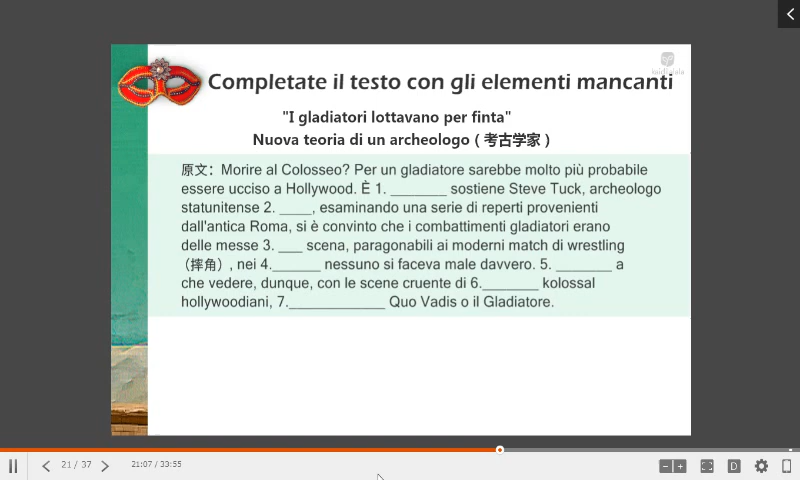 Completate il testo con gli elementi mancanti
"I gladiatori lottavano per finta"
Nuova teoria di un archeologo ( 考古学家 )
原文：Morire al Colosseo? Per un gladiatore sarebbe molto più probabile
essere ucciso a Hollywood. È 1. _______ sostiene Steve Tuck, archeologo
statunitense 2. ____, esaminando una serie di reperti provenienti
dall'antica Roma, si è convinto che i combattimenti gladiatori erano
delle messe 3. ___ scena, paragonabili ai moderni match di wrestling
（摔角）, nei 4.______ nessuno si faceva male davvero. 5. _______ a
che vedere, dunque, con le scene cruente di 6._______ kolossal
hollywoodiani, 7.____________ Quo Vadis o il Gladiatore.
21 / 37
21:07 / 33:55
D